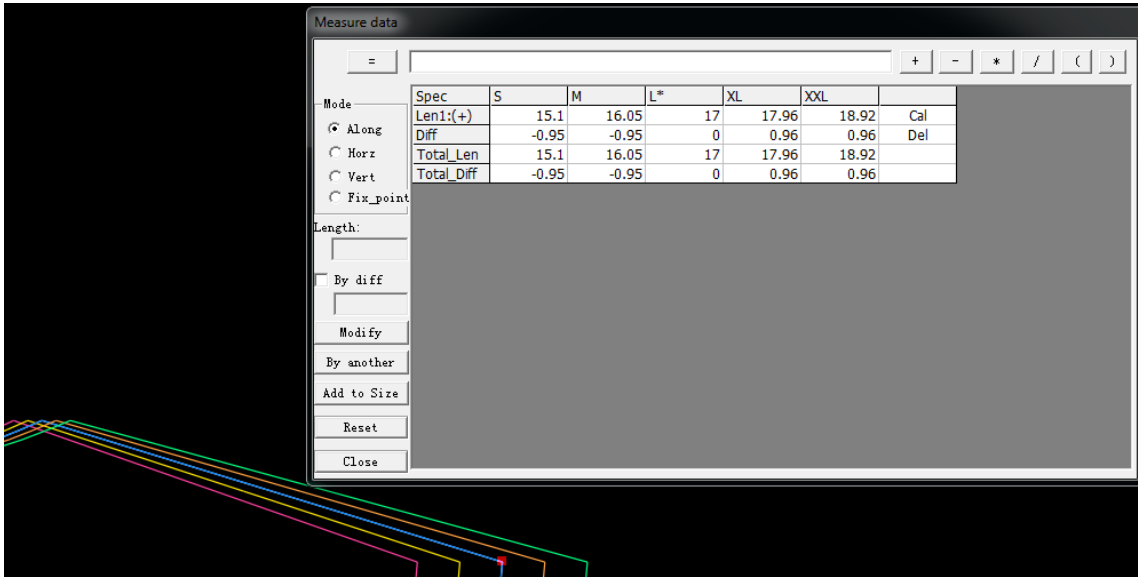 Measure data
= + - * / ( )
Mode
Along
Horz
Vert
Fix_point
Length:
By diff
Modify
By another
Add to Size
Reset
Close
Spec S M L* XL XXL
Len1:(+) 15.1 16.05 17 17.96 18.92 Cal
Diff -0.95 -0.95 0 0.96 0.96 Del
Total_Len 15.1 16.05 17 17.96 18.92
Total_Diff -0.95 -0.95 0 0.96 0.96